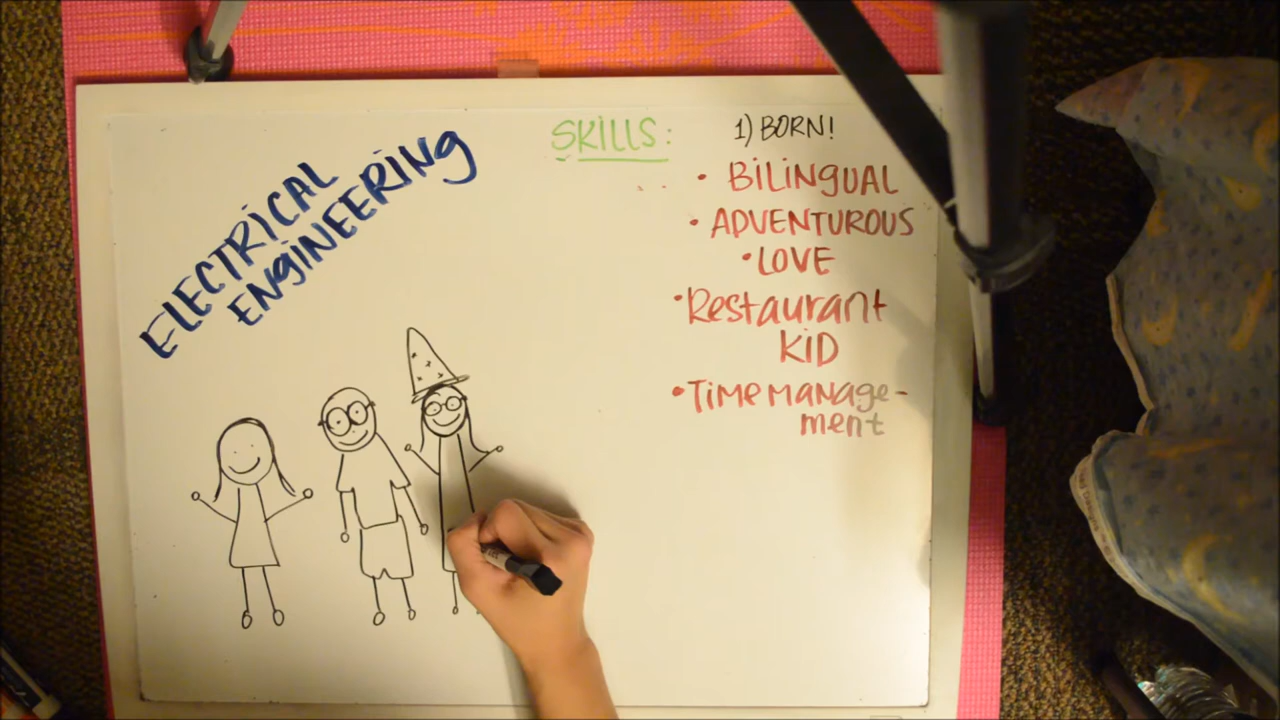 ELECTRICAL
ENGINEERING
SKILLS:
1) BORN!
• BILINGUAL
• ADVENTUROUS
• LOVE
• Restaurant
KID
• Time manage-
ment